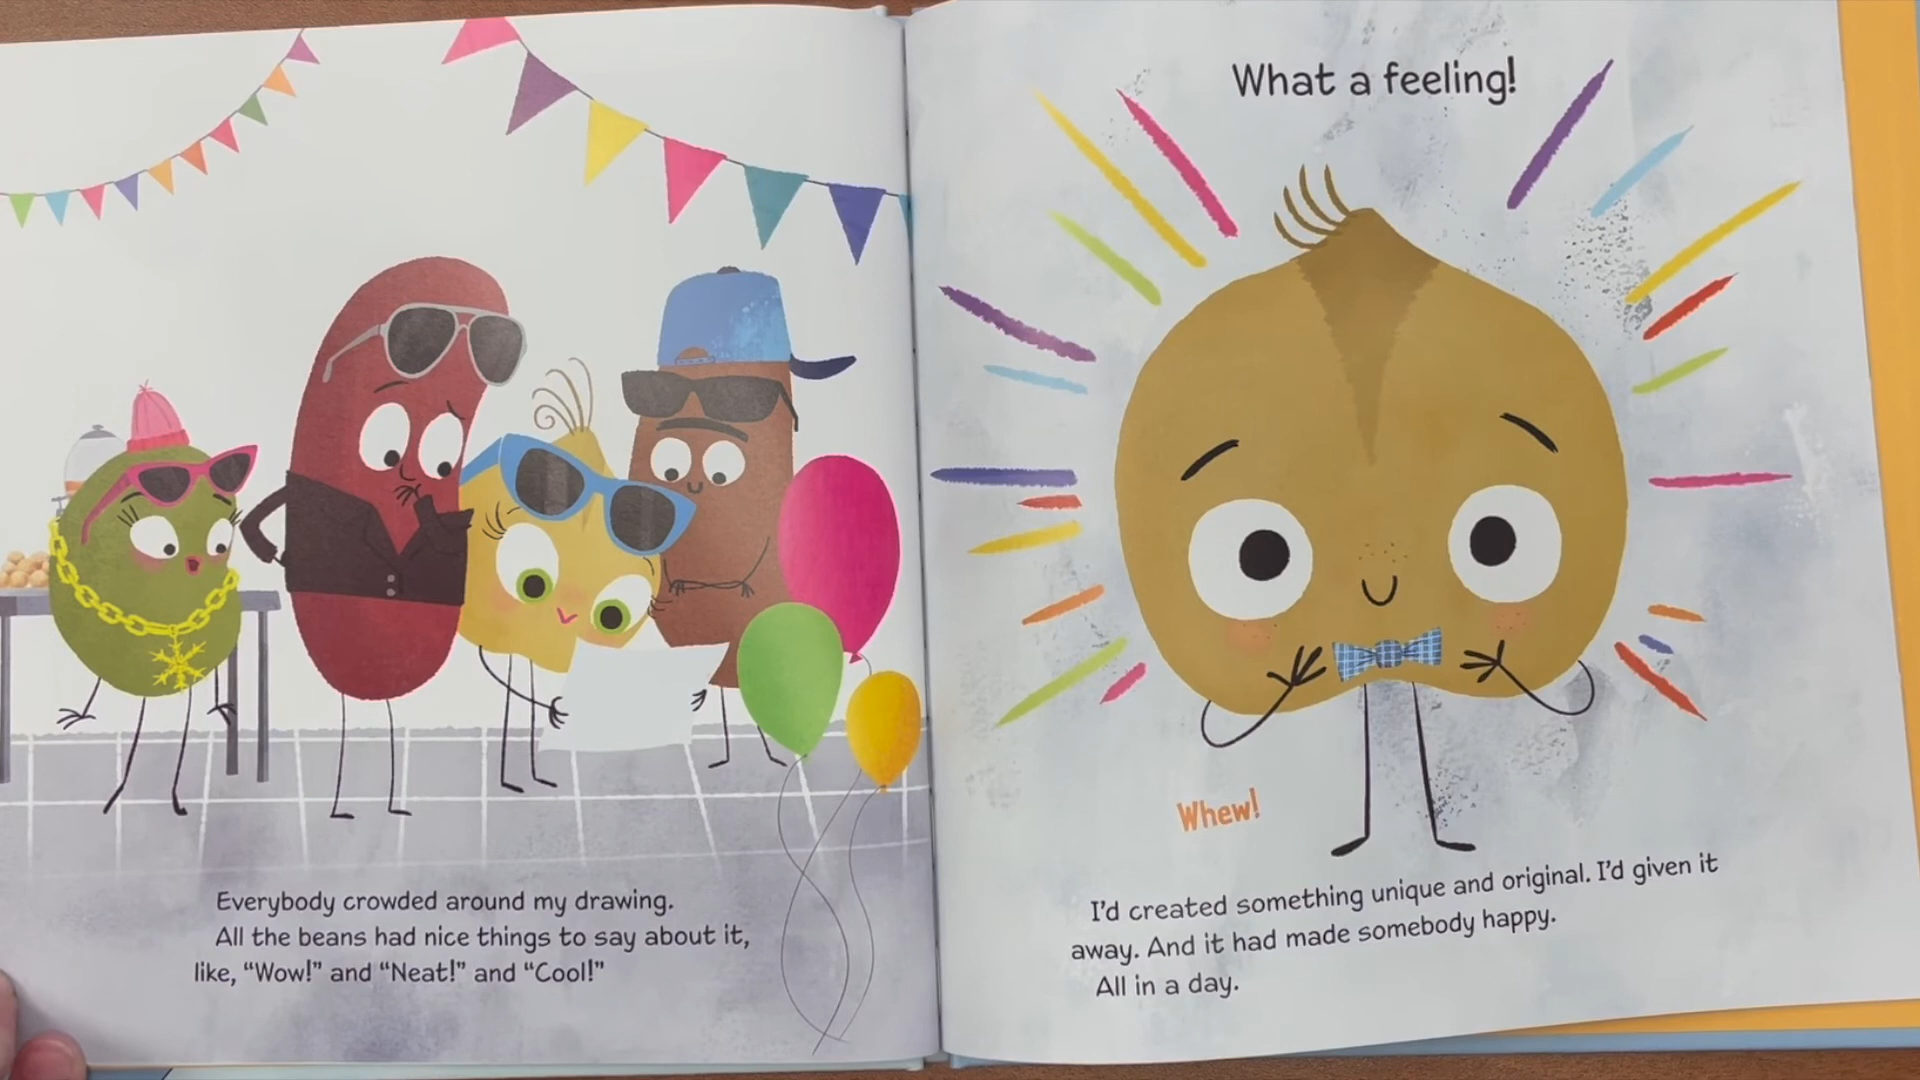 Everybody crowded around my drawing.
All the beans had nice things to say about it,
like, “Wow!” and “Neat!” and “Cool!”
What a feeling!
Whew!
I’d created something unique and original. I’d given it
away. And it had made somebody happy.
All in a day.